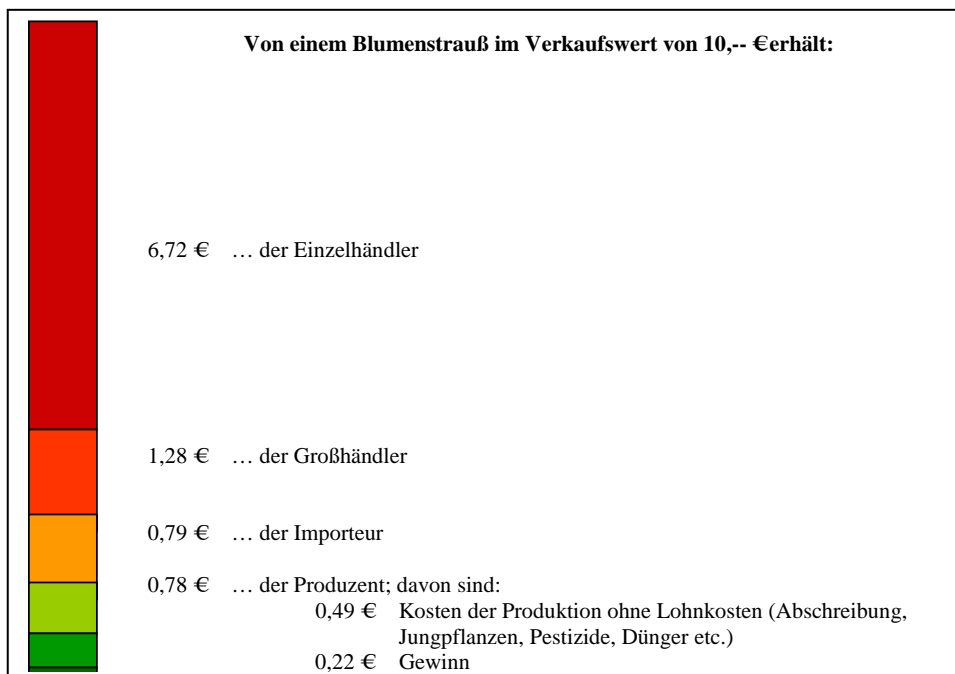 Von einem Blumenstrauß im Verkaufswert von 10,-- €erhält:
6,72 € … der Einzelhändler
1,28 € … der Großhändler
0,79 € … der Importeur
0,78 € … der Produzent; davon sind:
0,49 € Kosten der Produktion ohne Lohnkosten (Abschreibung,
Jungpflanzen, Pestizide, Dünger etc.)
0,22 € Gewinn